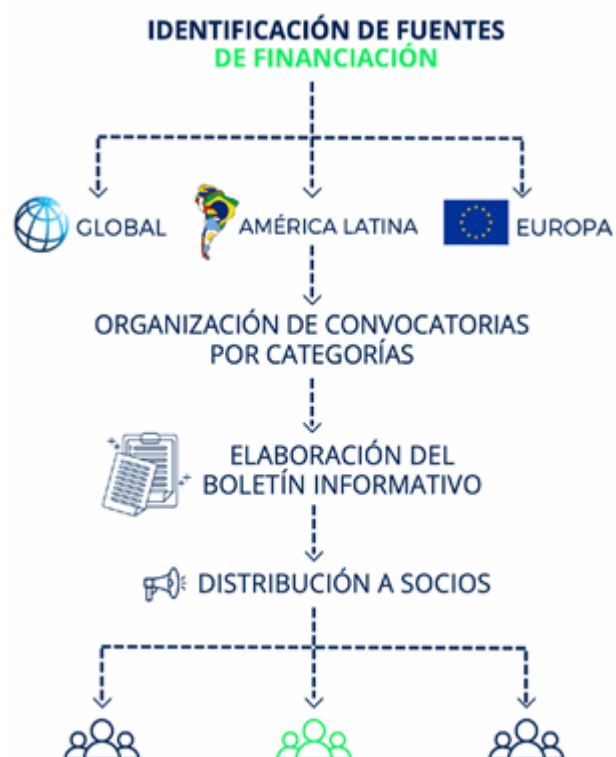 IDENTIFICACIÓN DE FUENTES
DE FINANCIACIÓN
GLOBAL
AMÉRICA LATINA
EUROPA
ORGANIZACIÓN DE CONVOCATORIAS
POR CATEGORÍAS
ELABORACIÓN DEL
BOLETÍN INFORMATIVO
DISTRIBUCIÓN A SOCIOS